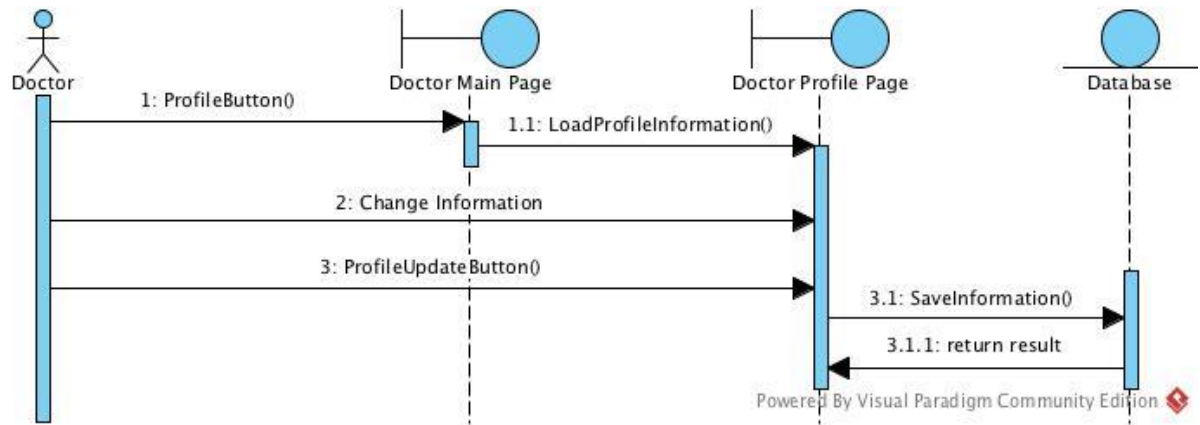 Doctor
Doctor Main Page
Doctor Profile Page
Database
1: ProfileButton()
1.1: LoadProfileInformation()
2: Change Information
3: ProfileUpdateButton()
3.1: SaveInformation()
3.1.1: return result
Powered By Visual Paradigm Community Edition